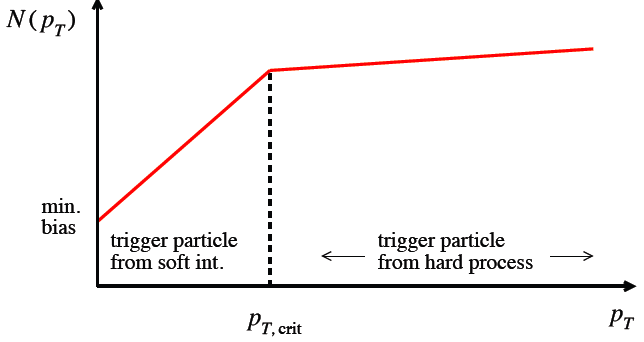 N(p_T)
min.
bias
trigger particle
from soft int.
trigger particle
from hard process
p_T, crit
p_T